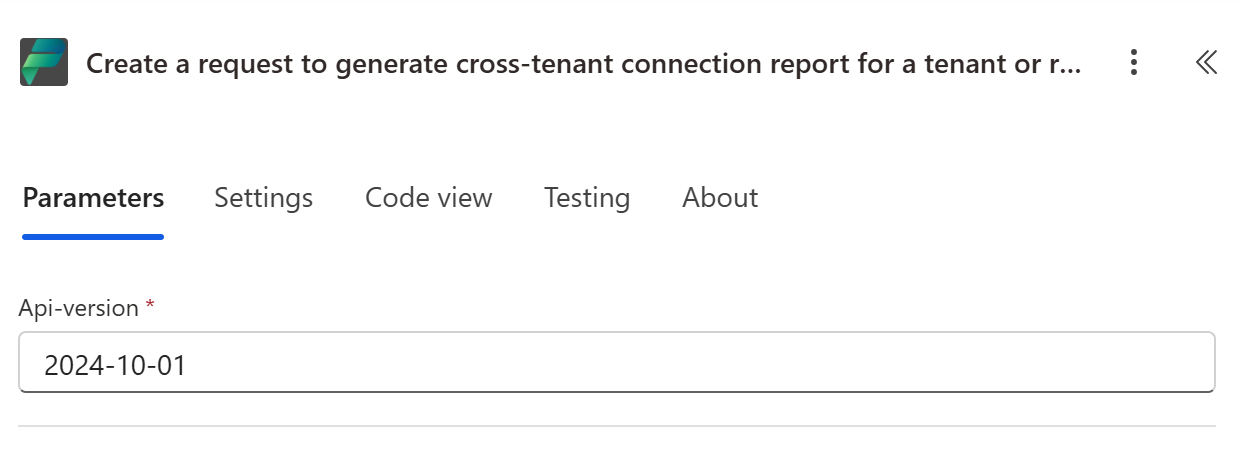 Create a request to generate cross-tenant connection report for a tenant or r...
Parameters Settings Code view Testing About
Api-version *
2024-10-01